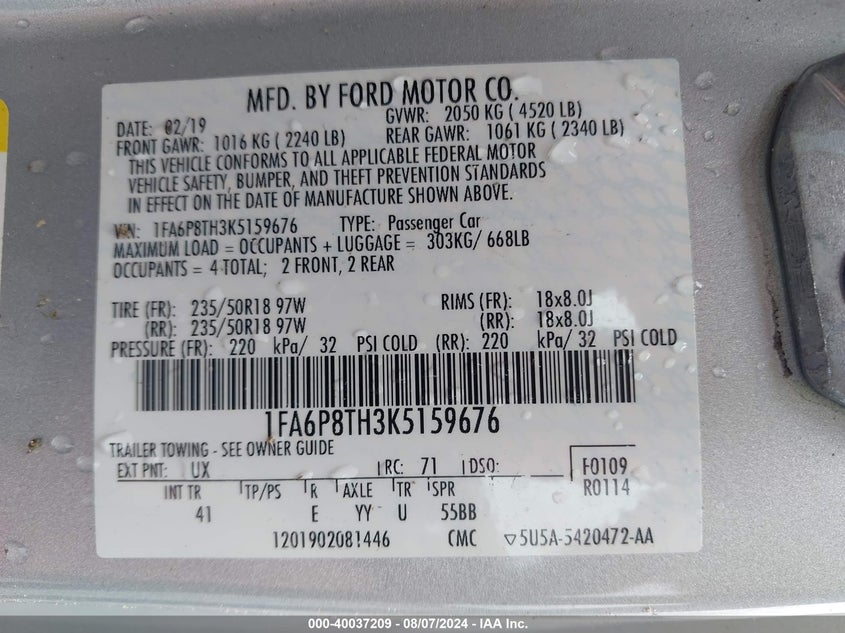 MFD. BY FORD MOTOR CO.
DATE: 02/19 GVWR: 2050 KG ( 4520 LB)
FRONT GAWR: 1016 KG ( 2240 LB) REAR GAWR: 1061 KG ( 2340 LB)
THIS VEHICLE CONFORMS TO ALL APPLICABLE FEDERAL MOTOR
VEHICLE SAFETY, BUMPER, AND THEFT PREVENTION STANDARDS
IN EFFECT ON THE DATE OF MANUFACTURE SHOWN ABOVE.
VIN: 1FA6P8TH3K5159676 TYPE: Passenger Car
MAXIMUM LOAD = OCCUPANTS + LUGGAGE = 303KG/ 668LB
OCCUPANTS = 4 TOTAL; 2 FRONT, 2 REAR
TIRE (FR): 235/50R18 97W RIMS (FR): 18x8.0J
(RR): 235/50R18 97W (RR): 18x8.0J
PRESSURE (FR): 220 kPa/ 32 PSI COLD (RR): 220 kPa/ 32 PSI COLD
1FA6P8TH3K5159676
TRAILER TOWING - SEE OWNER GUIDE
EXT PNT: UX RC: 71 DSO: F0109
INT TR TP/PS R AXLE TR SPR R0114
41 E YY U 55BB
1201902081446 CMC ▽5U5A-5420472-AA
000-40037209 - 08/07/2024 - IAA Inc.